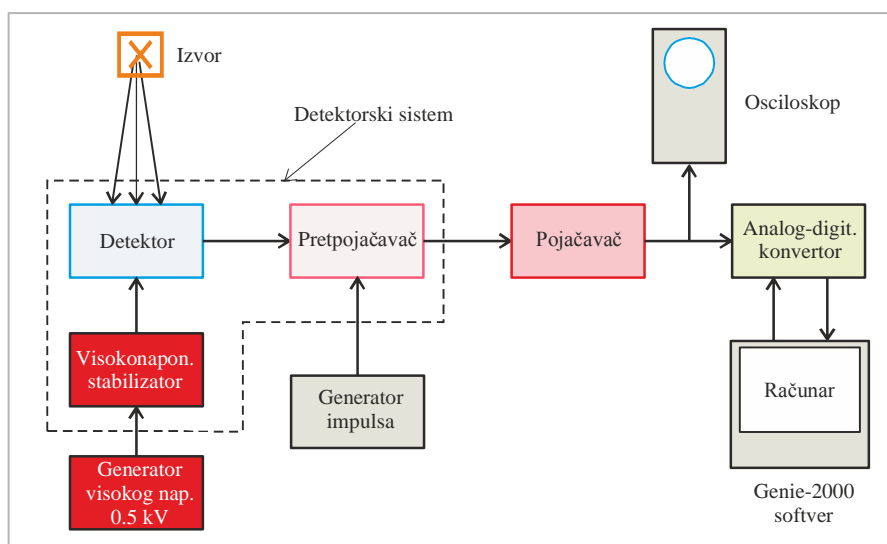 Izvor
Detektorski sistem
Osciloskop
Detektor
Pretpojačavač
Pojačavač
Analog-digit.
konvertor
Visokonapon.
stabilizator
Generator
impulsa
Računar
Generator
visokog nap.
0.5 kV
Genie-2000
softver